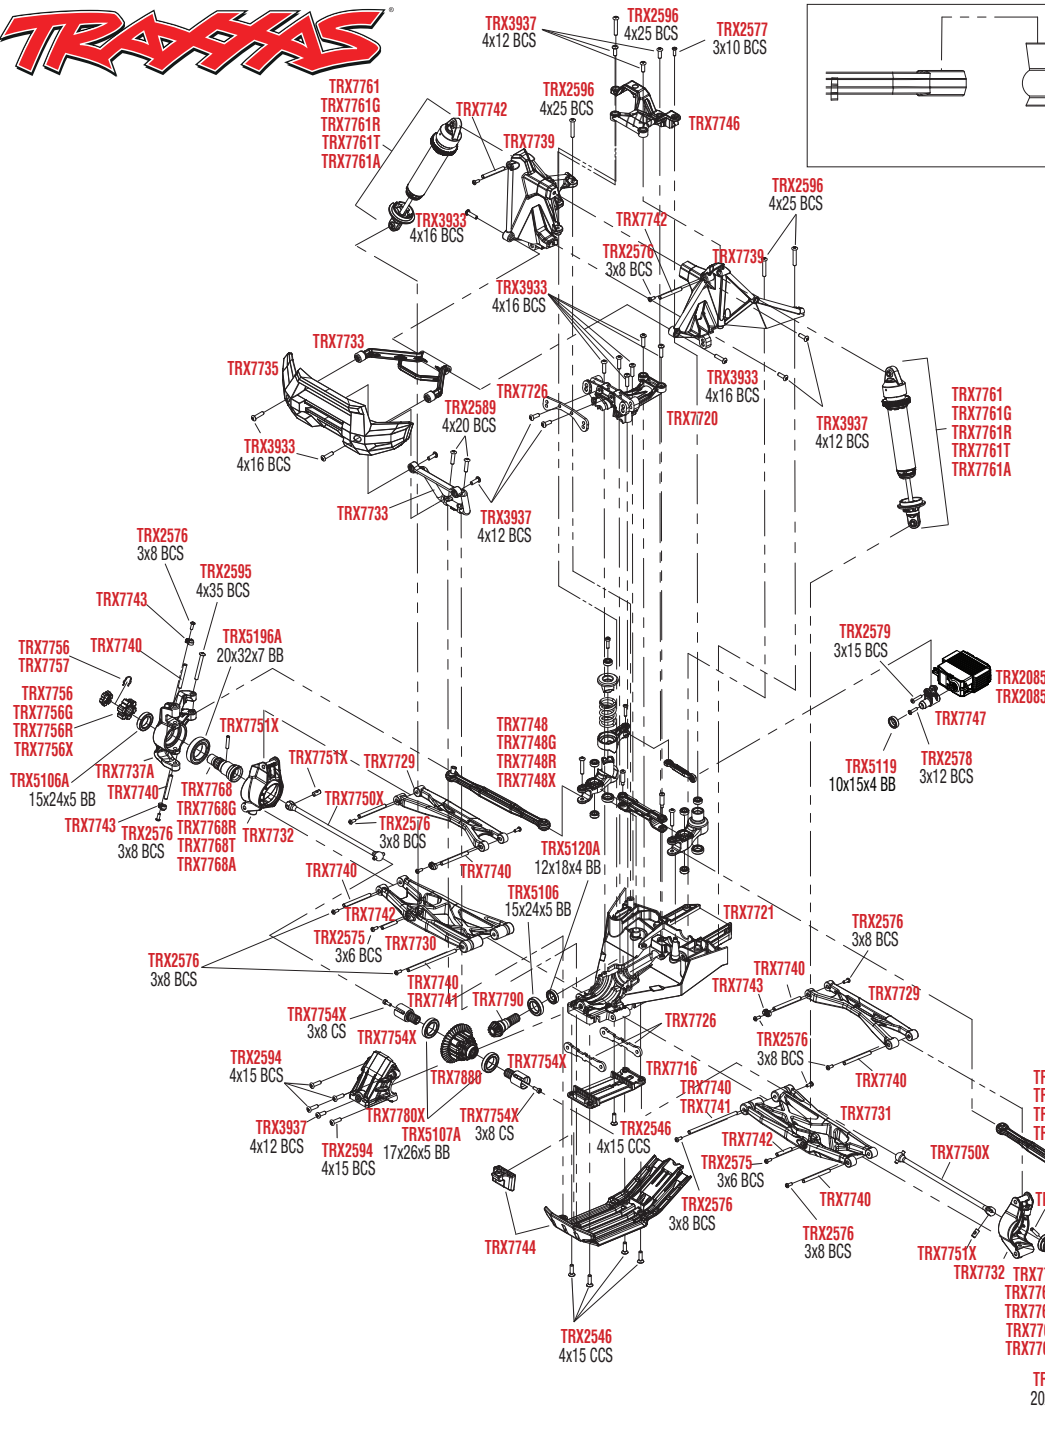 TRAXXAS
TRX3937
4x12 BCS
TRX2596
4x25 BCS
TRX2577
3x10 BCS
TRX7761
TRX7761G
TRX7761R
TRX7761T
TRX7761A
TRX7742
TRX2596
4x25 BCS
TRX7746
TRX7739
TRX2596
4x25 BCS
TRX3933
4x16 BCS
TRX7742
TRX2576
3x8 BCS
TRX7739
TRX3933
4x16 BCS
TRX7733
TRX7735
TRX7726
TRX3933
4x16 BCS
TRX7761
TRX7761G
TRX7761R
TRX7761T
TRX7761A
TRX2589
4x20 BCS
TRX7720
TRX3937
4x12 BCS
TRX3933
4x16 BCS
TRX7733
TRX3937
4x12 BCS
TRX2576
3x8 BCS
TRX2595
4x35 BCS
TRX7743
TRX7756
TRX7757
TRX7740
TRX5196A
20x32x7 BB
TRX2579
3x15 BCS
TRX2085
TRX2085
TRX7756
TRX7756G
TRX7756R
TRX7756X
TRX7751X
TRX7748
TRX7748G
TRX7748R
TRX7748X
TRX7747
TRX5106A
15x24x5 BB
TRX7737A
TRX7740
TRX7751X
TRX7729
TRX5119
10x15x4 BB
TRX2578
3x12 BCS
TRX7768
TRX7768G
TRX7768R
TRX7768T
TRX7768A
TRX7750X
TRX7743
TRX2576
3x8 BCS
TRX7732
TRX2576
3x8 BCS
TRX5120A
12x18x4 BB
TRX7740
TRX7740
TRX5106
15x24x5 BB
TRX7742
TRX7721
TRX2575
3x6 BCS
TRX7730
TRX2576
3x8 BCS
TRX2576
3x8 BCS
TRX7740
TRX7741
TRX7790
TRX7743
TRX7740
TRX7729
TRX7754X
3x8 CS
TRX7754X
TRX7726
TRX2576
3x8 BCS
TRX2594
4x15 BCS
TRX7880
TRX7754X
TRX7716
TRX7740
TRX7740
TRX7741
TRX3937
4x12 BCS
TRX7780X
TRX5107A
17x26x5 BB
TRX7754X
3x8 CS
TRX2594
4x15 BCS
TRX2546
4x15 CCS
TRX7731
TRX7742
TRX2575
3x6 BCS
TRX7750X
TRX7740
TRX2576
3x8 BCS
TRX7744
TRX2576
3x8 BCS
TRX7751X
TRX7732
TRX2546
4x15 CCS